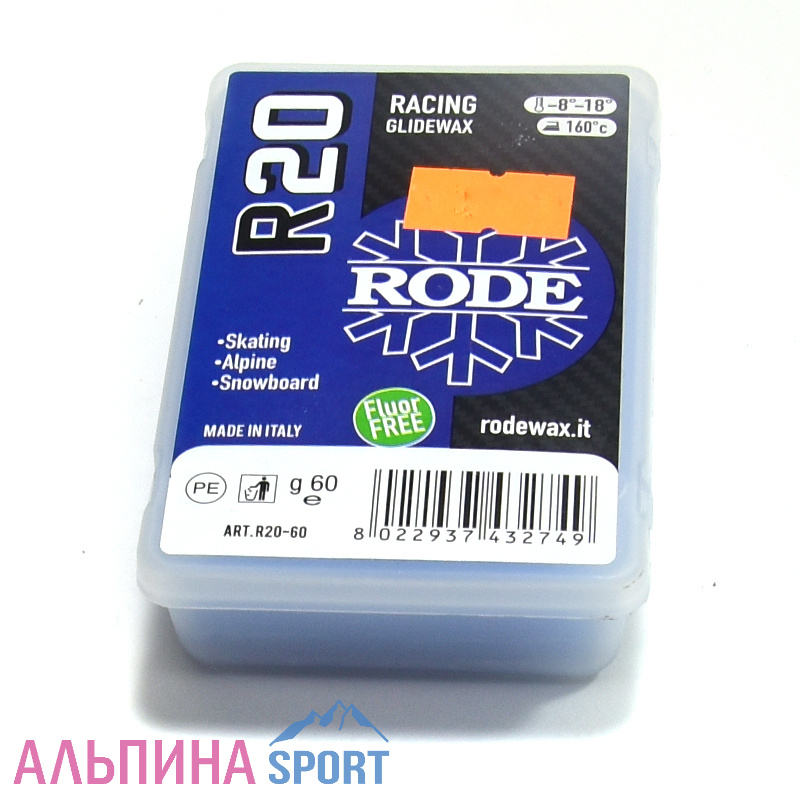 R20
RACING
GLIDEWAX
–8°–18°
160°c
RODE
•Skating
•Alpine
•Snowboard
Fluor
FREE
MADE IN ITALY
rodewax.it
PE
g 60
e
ART.R20-60
8 022937 432749
АЛЬПИНА SPORT